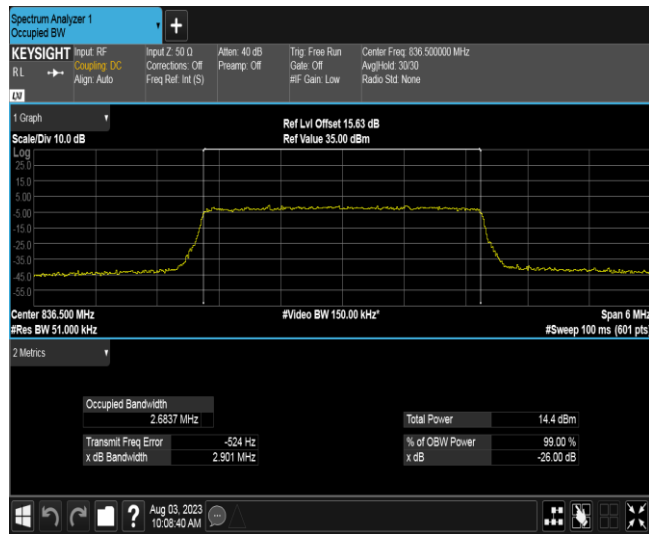 Spectrum Analyzer 1
Occupied BW
+
KEYSIGHT
RL
LXI
Input: RF
Coupling: DC
Align: Auto
Input Z: 50 Ω
Corrections: Off
Freq Ref: Int (S)
Atten: 40 dB
Preamp: Off
Trig: Free Run
Gate: Off
#IF Gain: Low
Center Freq: 836.500000 MHz
Avg|Hold: 30/30
Radio Std: None
1 Graph
Scale/Div 10.0 dB
Ref Lvl Offset 15.63 dB
Ref Value 35.00 dBm
Log
25.0
15.0
5.00
-5.00
-15.0
-25.0
-35.0
-45.0
-55.0
Center 836.500 MHz
#Res BW 51.000 kHz
#Video BW 150.00 kHz*
Span 6 MHz
#Sweep 100 ms (601 pts)
2 Metrics
Occupied Bandwidth
2.6837 MHz
Transmit Freq Error -524 Hz
x dB Bandwidth 2.901 MHz
Total Power 14.4 dBm
% of OBW Power 99.00 %
x dB -26.00 dB
?
Aug 03, 2023
10:08:40 AM